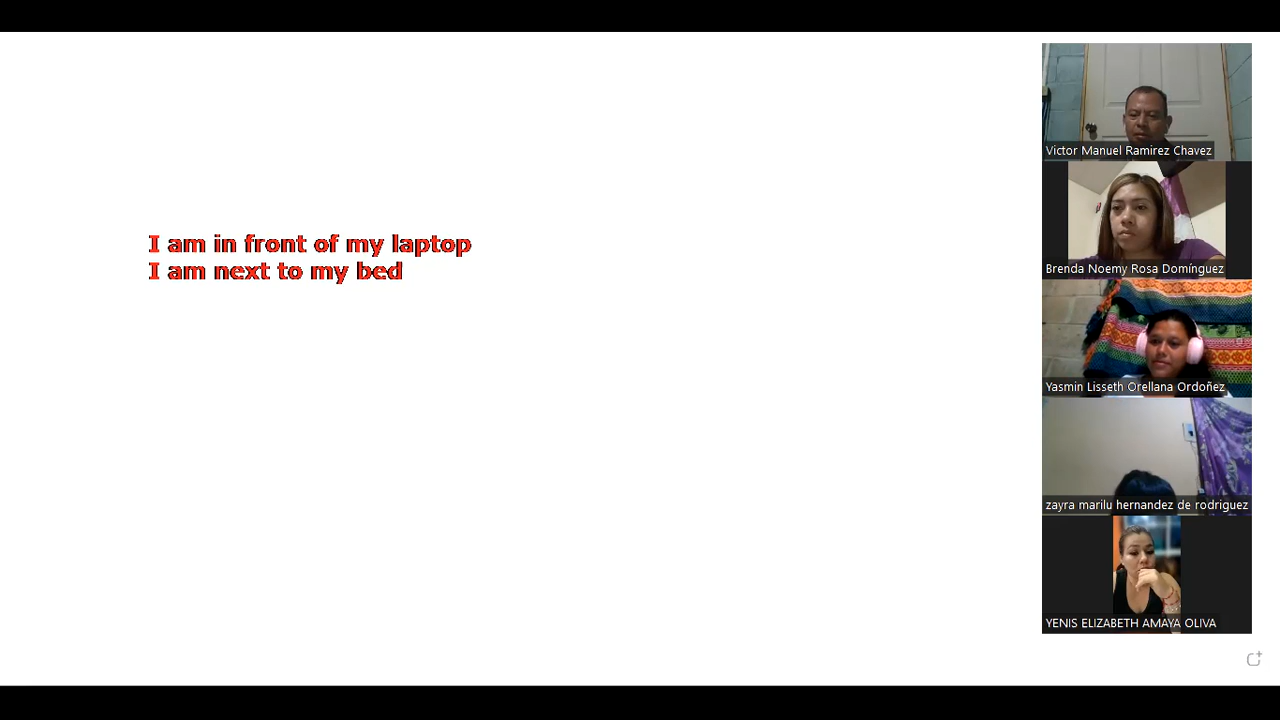 I am in front of my laptop
I am next to my bed
Victor Manuel Ramirez Chavez
Brenda Noemy Rosa Domínguez
Yasmin Lisseth Orellana Ordoñez
zayra marilu hernandez de rodriguez
YENIS ELIZABETH AMAYA OLIVA